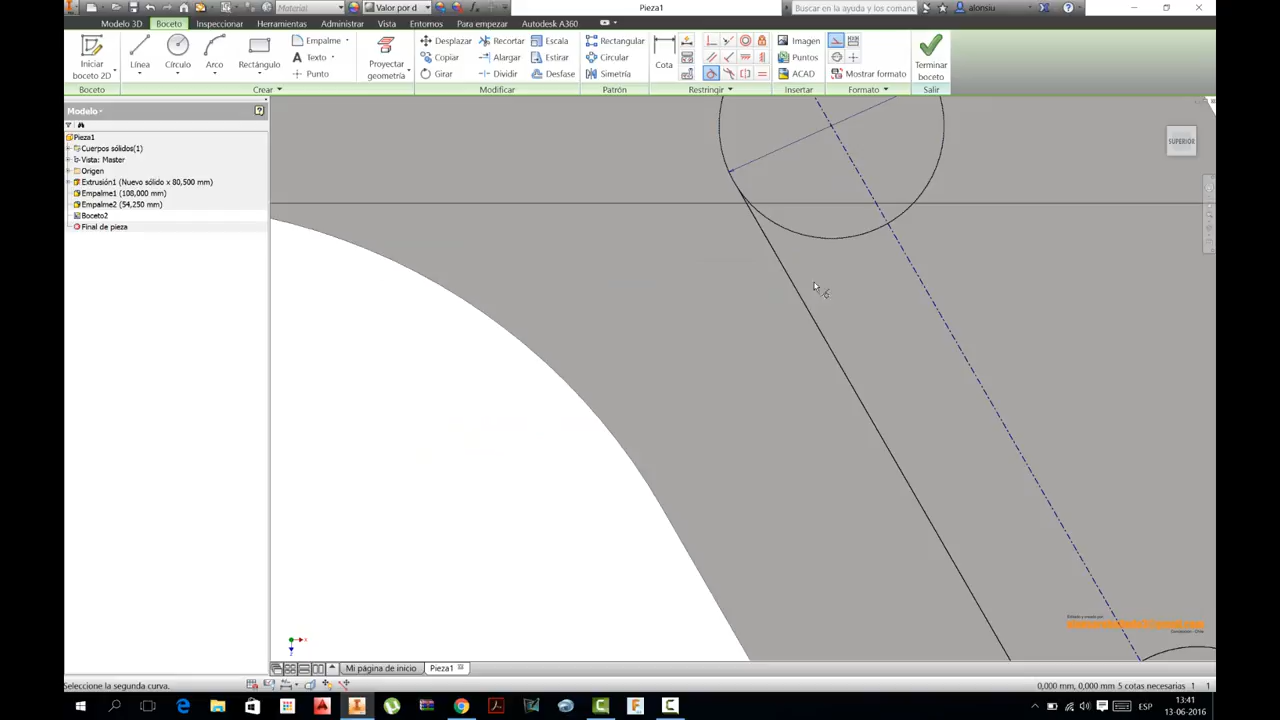 Material
Valor por d
Pieza1
Buscar en la ayuda y los comanc
alonsiu
Modelo 3D
Boceto
Inspeccionar
Herramientas
Administrar
Vista
Entornos
Para empezar
Autodesk A360
Iniciar
boceto 2D
Línea
Círculo
Arco
Rectángulo
Empalme
Texto
Punto
Proyectar
geometría
Desplazar
Copiar
Girar
Recortar
Alargar
Dividir
Escala
Estirar
Desfase
Rectangular
Circular
Simetría
Cota
Imagen
Puntos
ACAD
Mostrar formato
Terminar
boceto
Boceto
Crear
Modificar
Patrón
Restringir
Insertar
Formato
Salir
Modelo
Pieza1
Cuerpos sólidos(1)
Vista: Master
Origen
Extrusión1 (Nuevo sólido x 80,500 mm)
Empalme1 (108,000 mm)
Empalme2 (54,250 mm)
Boceto2
Final de pieza
SUPERIOR
Mi página de inicio
Pieza1
Seleccione la segunda curva.
0,000 mm, 0,000 mm 5 cotas necesarias 1 1
ESP
13:41
13-06-2016